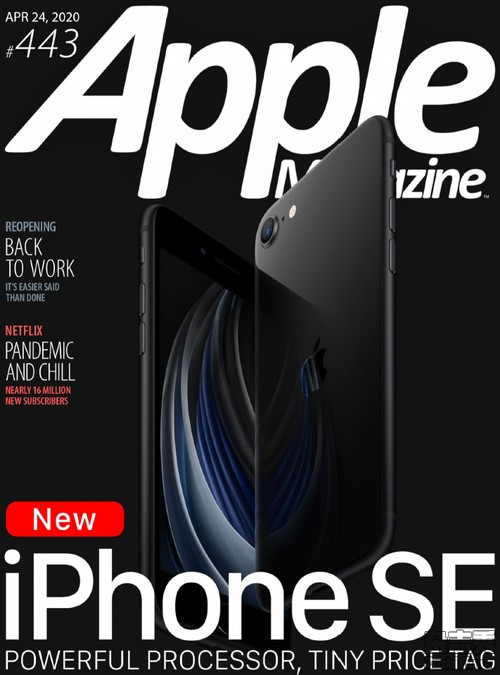 APR 24, 2020
#443
Apple
Magazine™
REOPENING
BACK
TO WORK
IT'S EASIER SAID
THAN DONE
NETFLIX
PANDEMIC
AND CHILL
NEARLY 16 MILLION
NEW SUBSCRIBERS
New
iPhone SE
POWERFUL PROCESSOR, TINY PRICE TAG